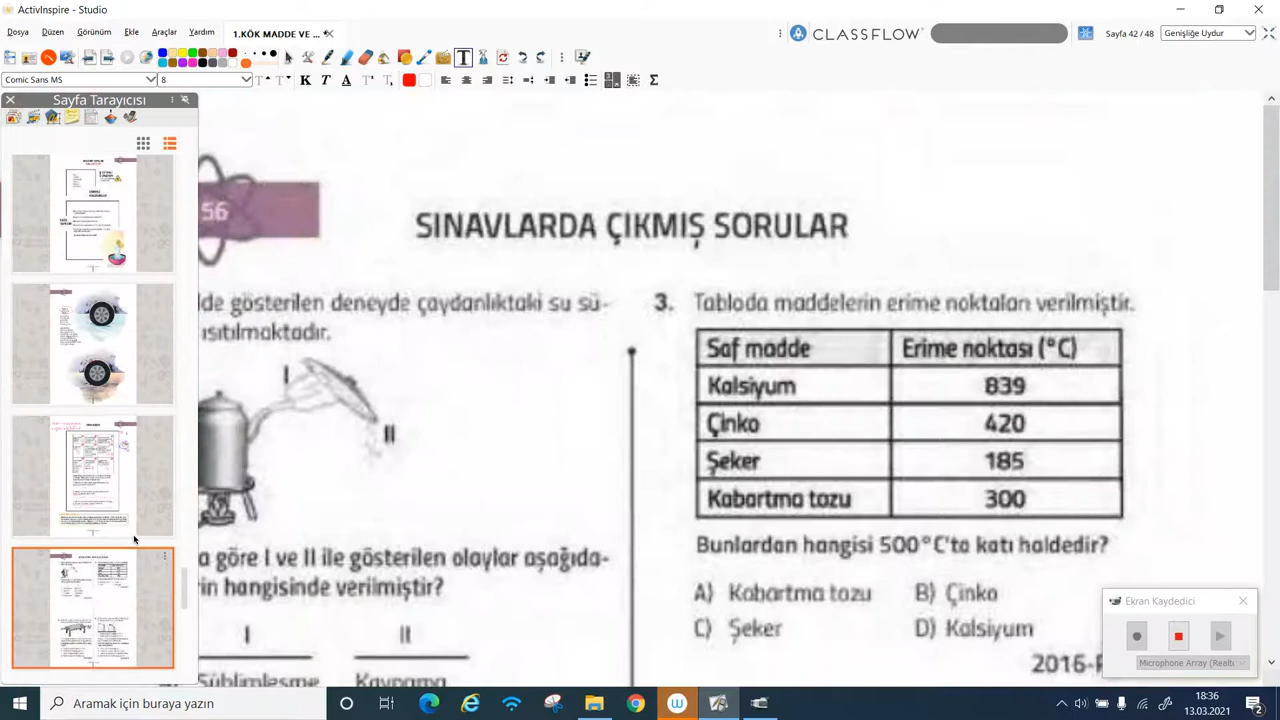 ActivInspire - Studio
Dosya Düzen Görünüm Ekle Araçlar Yardım
1.KÖK MADDE VE ...
CLASSFLOW
Sayfa 42 / 48
Genişliğe Uydur
Comic Sans MS
8
Sayfa Tarayıcısı
56
SINAVLARDA ÇIKMIŞ SORULAR
lde gösterilen deneyde çaydanlıktaki su sü-
ısıtılmaktadır.
I
II
a göre I ve II ile gösterilen olaylar aşağıda-
rin hangisinde verilmiştir?
I II
Süblimleşme Kaynama
3. Tabloda maddelerin erime noktaları verilmiştir.
Saf madde Erime noktası (°C)
Kalsiyum 839
Çinko 420
Şeker 185
Kabartma tozu 300
Bunlardan hangisi 500°C'ta katı haldedir?
A) Kabartma tozu B) Çinko
C) Şeker D) Kalsiyum
2016-
Ekran Kaydedici
Microphone Array (Realt
Aramak için buraya yazın
18:36
13.03.2021
2